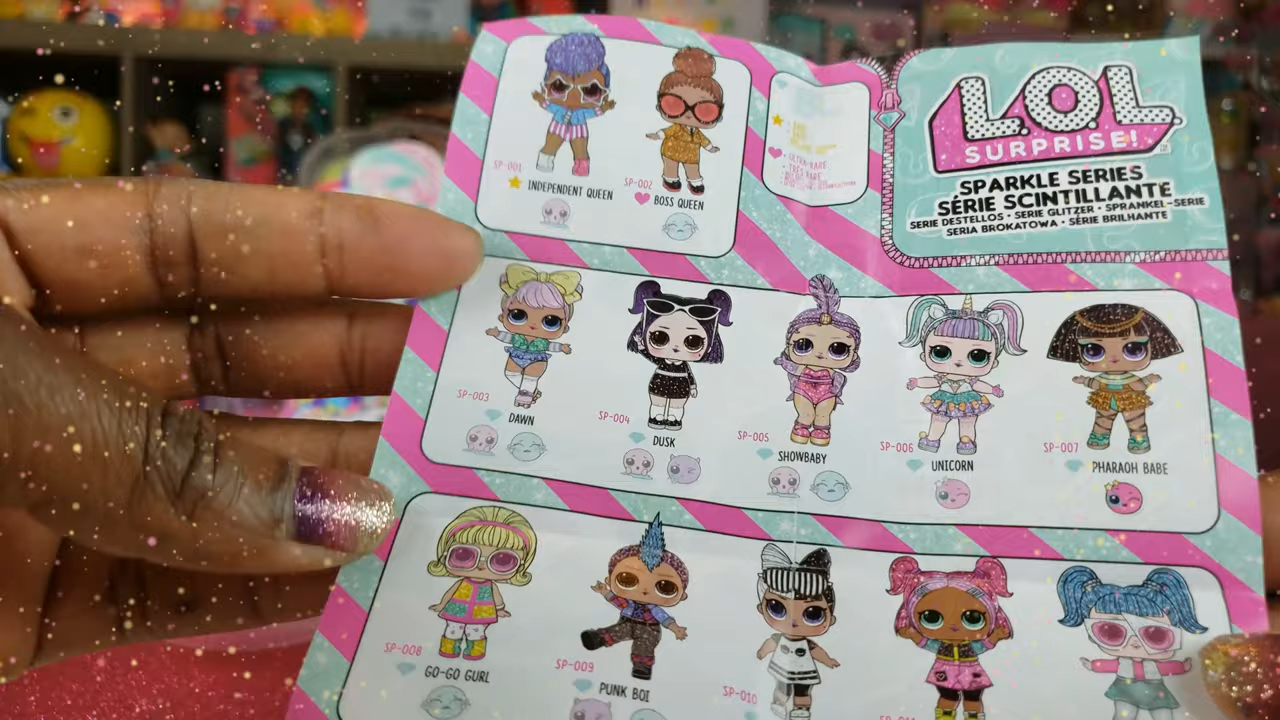 L.O.L.
SURPRISE!
SPARKLE SERIES
SÉRIE SCINTILLANTE
SERIE DESTELLOS • SERIE GLITZER • SPRANKEL-SERIE
SERIA BROKATOWA • SÉRIE BRILHANTE
• ULTRA-RARE
SP-001
INDEPENDENT QUEEN
SP-002
BOSS QUEEN
SP-003
DAWN
SP-004
DUSK
SP-005
SHOWBABY
SP-006
UNICORN
SP-007
PHARAOH BABE
SP-008
GO-GO GURL
SP-009
PUNK BOI
SP-010